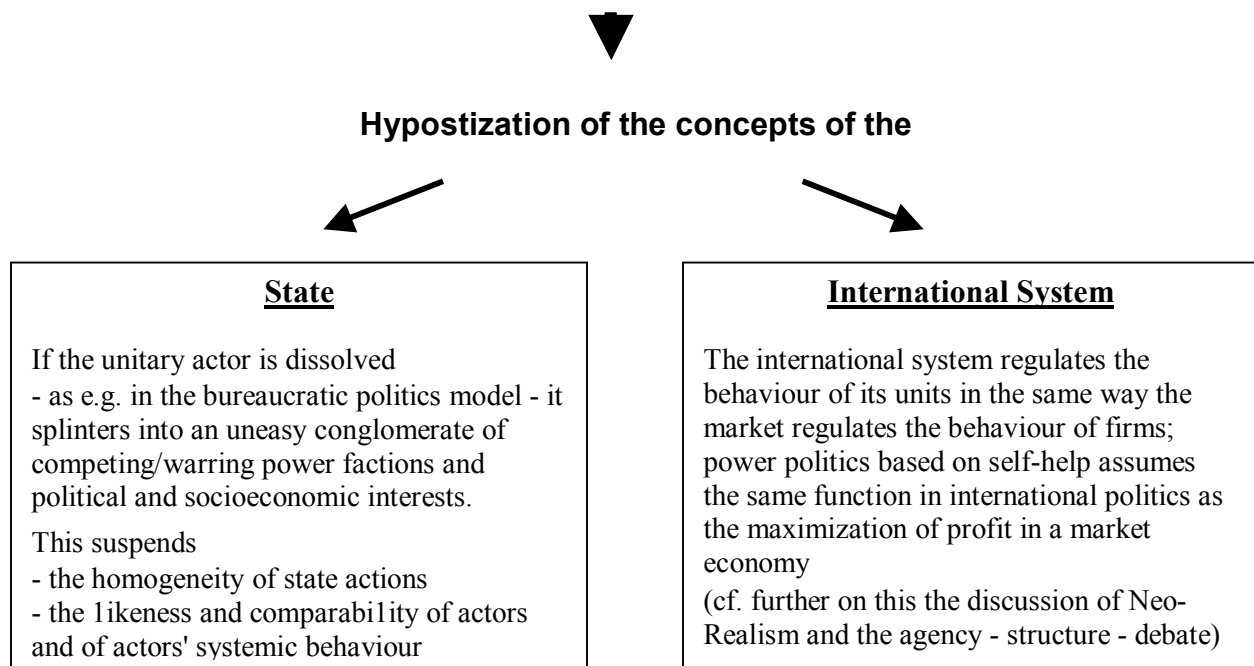 Hypostization of the concepts of the
State
If the unitary actor is dissolved
- as e.g. in the bureaucratic politics model - it
splinters into an uneasy conglomerate of
competing/warring power factions and
political and socioeconomic interests.
This suspends
- the homogeneity of state actions
- the 1ikeness and comparabi1ity of actors
and of actors' systemic behaviour
International System
The international system regulates the
behaviour of its units in the same way the
market regulates the behaviour of firms;
power politics based on self-help assumes
the same function in international politics as
the maximization of profit in a market
economy
(cf. further on this the discussion of Neo-
Realism and the agency - structure - debate)